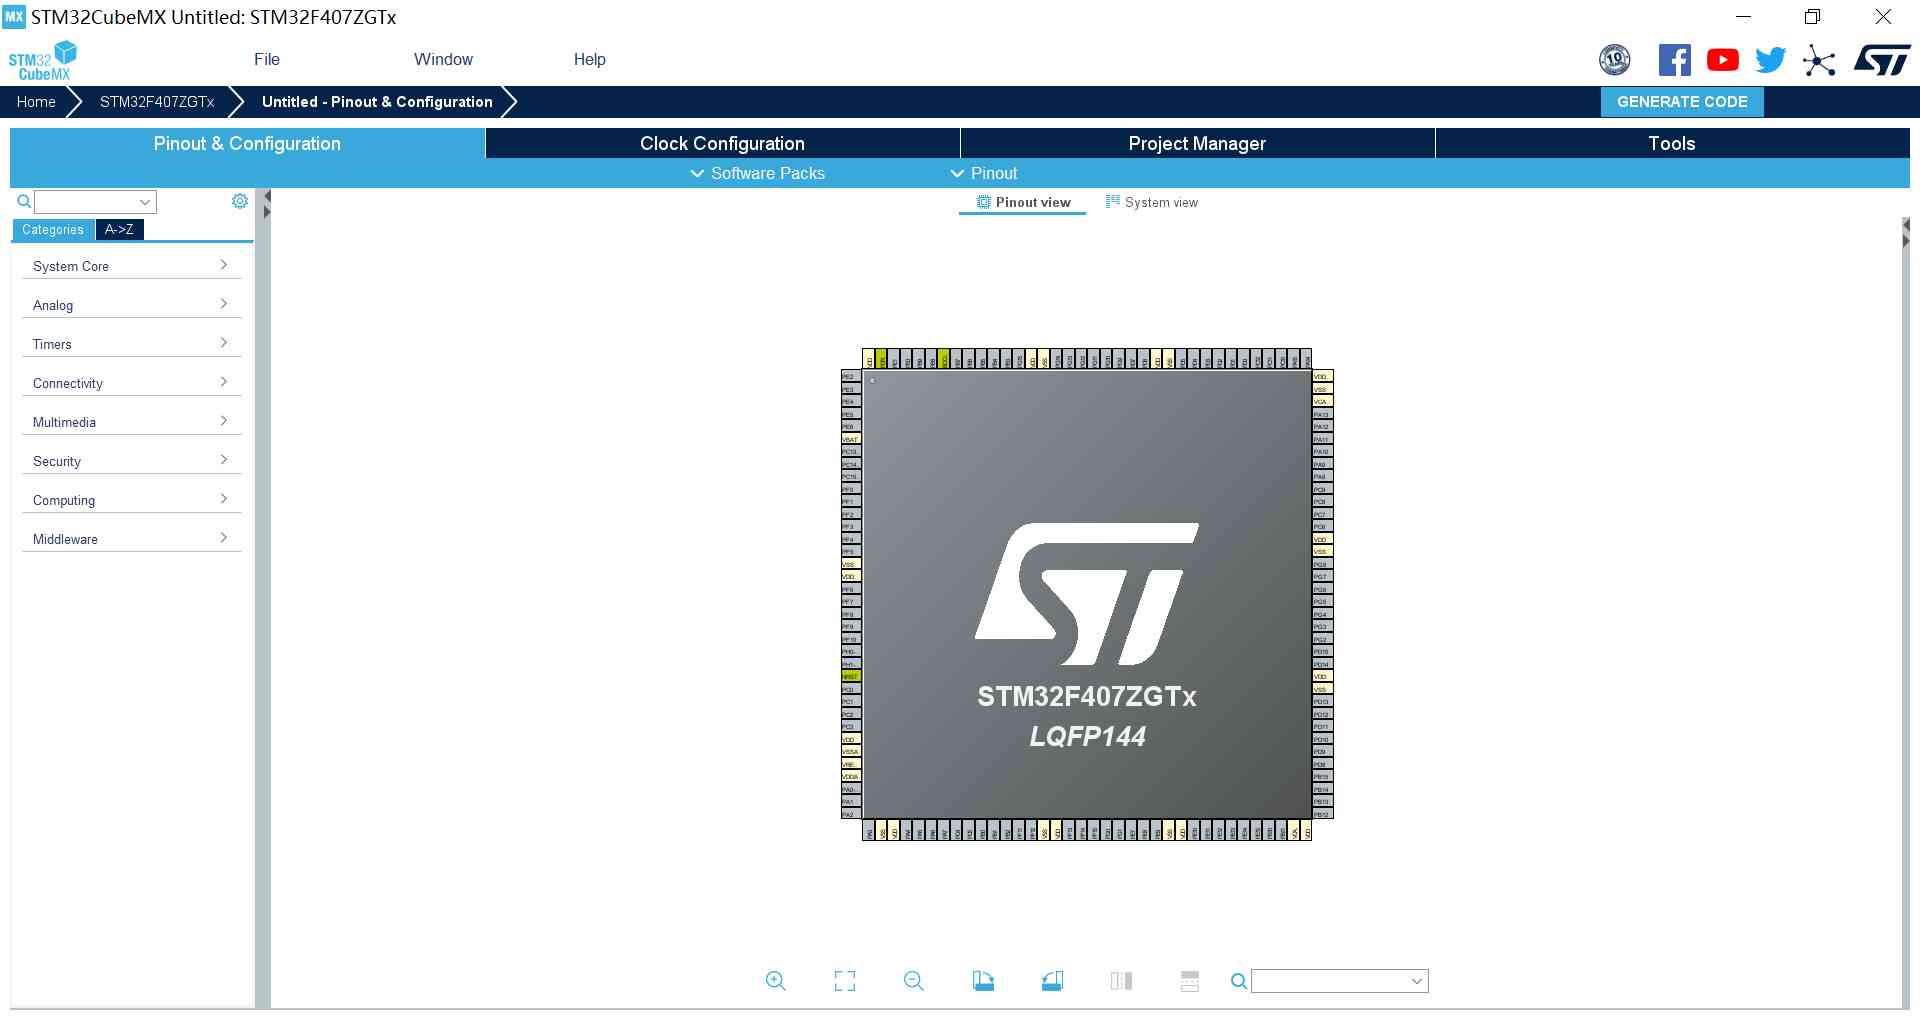 MX STM32CubeMX Untitled: STM32F407ZGTx
STM32
CubeMX
File
Window
Help
10
Home
STM32F407ZGTx
Untitled - Pinout & Configuration
GENERATE CODE
Pinout & Configuration
Clock Configuration
Project Manager
Tools
Software Packs
Pinout
Pinout view
System view
Categories
A->Z
System Core
Analog
Timers
Connectivity
Multimedia
Security
Computing
Middleware
PE2
PE3
PE4
PE5
PE6
VBAT
PC13..
PC14..
PC15..
PF0
PF1
PF2
PF3
PF4
PF5
VSS
VDD
PF6
PF7
PF8
PF9
PF10
PH0-..
PH1-..
NRST
PC0
PC1
PC2
PC3
VDD
VSSA
VRE..
VDDA
PA0-..
PA1
PA2
VDD
VSS
VCA..
PA13
PA12
PA11
PA10
PA9
PA8
PC9
PC8
PC7
PC6
VDD
VSS
PG8
PG7
PG6
PG5
PG4
PG3
PG2
PD15
PD14
VDD
VSS
PD13
PD12
PD11
PD10
PD9
PD8
PB15
PB14
PB13
PB12
ST
STM32F407ZGTx
LQFP144